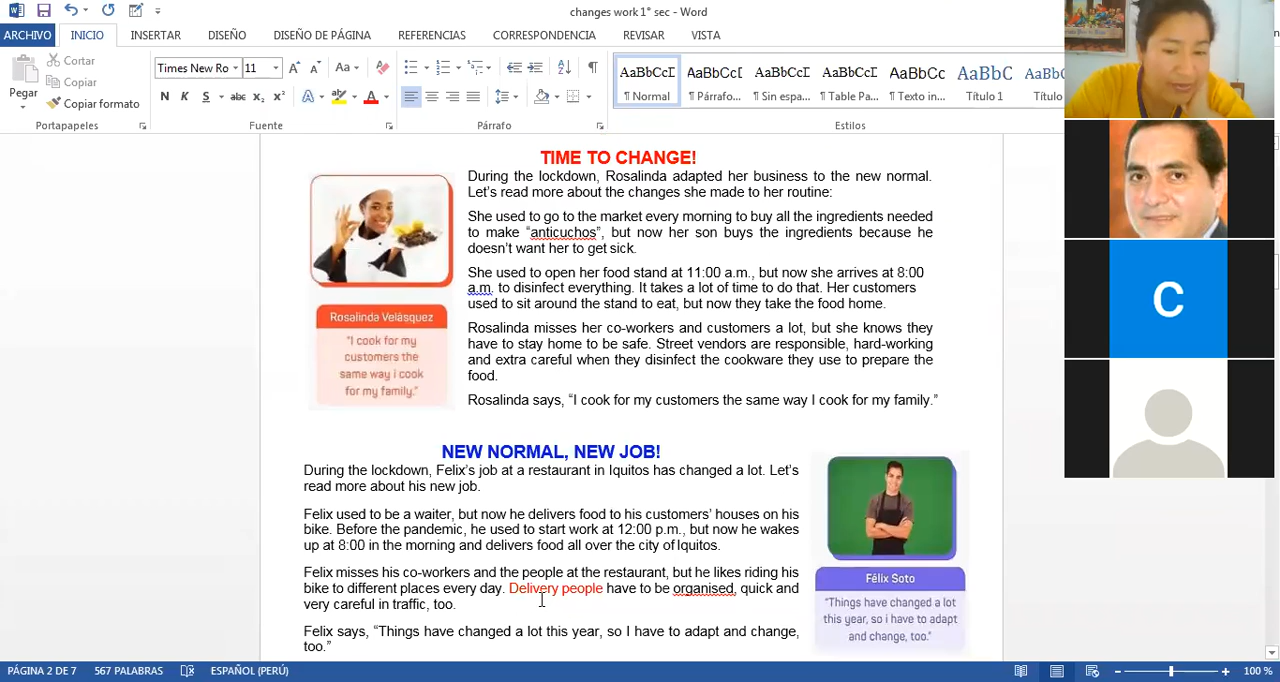 changes work 1° sec - Word
ARCHIVO INICIO INSERTAR DISEÑO DISEÑO DE PÁGINA REFERENCIAS CORRESPONDENCIA REVISAR VISTA
Pegar
Cortar
Copiar
Copiar formato
Portapapeles
Times New Ro 11
Aa
N K S abc x₂ x²
Fuente
Párrafo
AaBbCcI AaBbCc[ AaBbCcI AaBbCcI AaBbCc AaBbC AaBbC
¶ Normal ¶ Párrafo... ¶ Sin espa... ¶ Table Pa... ¶ Texto in... Título 1 Título
Estilos
TIME TO CHANGE!
During the lockdown, Rosalinda adapted her business to the new normal.
Let's read more about the changes she made to her routine:
She used to go to the market every morning to buy all the ingredients needed
to make “anticuchos”, but now her son buys the ingredients because he
doesn't want her to get sick.
She used to open her food stand at 11:00 a.m., but now she arrives at 8:00
a.m. to disinfect everything. It takes a lot of time to do that. Her customers
used to sit around the stand to eat, but now they take the food home.
Rosalinda misses her co-workers and customers a lot, but she knows they
have to stay home to be safe. Street vendors are responsible, hard-working
and extra careful when they disinfect the cookware they use to prepare the
food.
Rosalinda says, “I cook for my customers the same way I cook for my family.”
Rosalinda Velásquez
“I cook for my
customers the
same way i cook
for my family.”
NEW NORMAL, NEW JOB!
During the lockdown, Felix's job at a restaurant in Iquitos has changed a lot. Let's
read more about his new job.
Felix used to be a waiter, but now he delivers food to his customers' houses on his
bike. Before the pandemic, he used to start work at 12:00 p.m., but now he wakes
up at 8:00 in the morning and delivers food all over the city of Iquitos.
Felix misses his co-workers and the people at the restaurant, but he likes riding his
bike to different places every day. Delivery people have to be organised, quick and
very careful in traffic, too.
Felix says, “Things have changed a lot this year, so I have to adapt and change,
too.”
Félix Soto
“Things have changed a lot
this year, so i have to adapt
and change, too.”
C
PÁGINA 2 DE 7 567 PALABRAS ESPAÑOL (PERÚ) 100 %